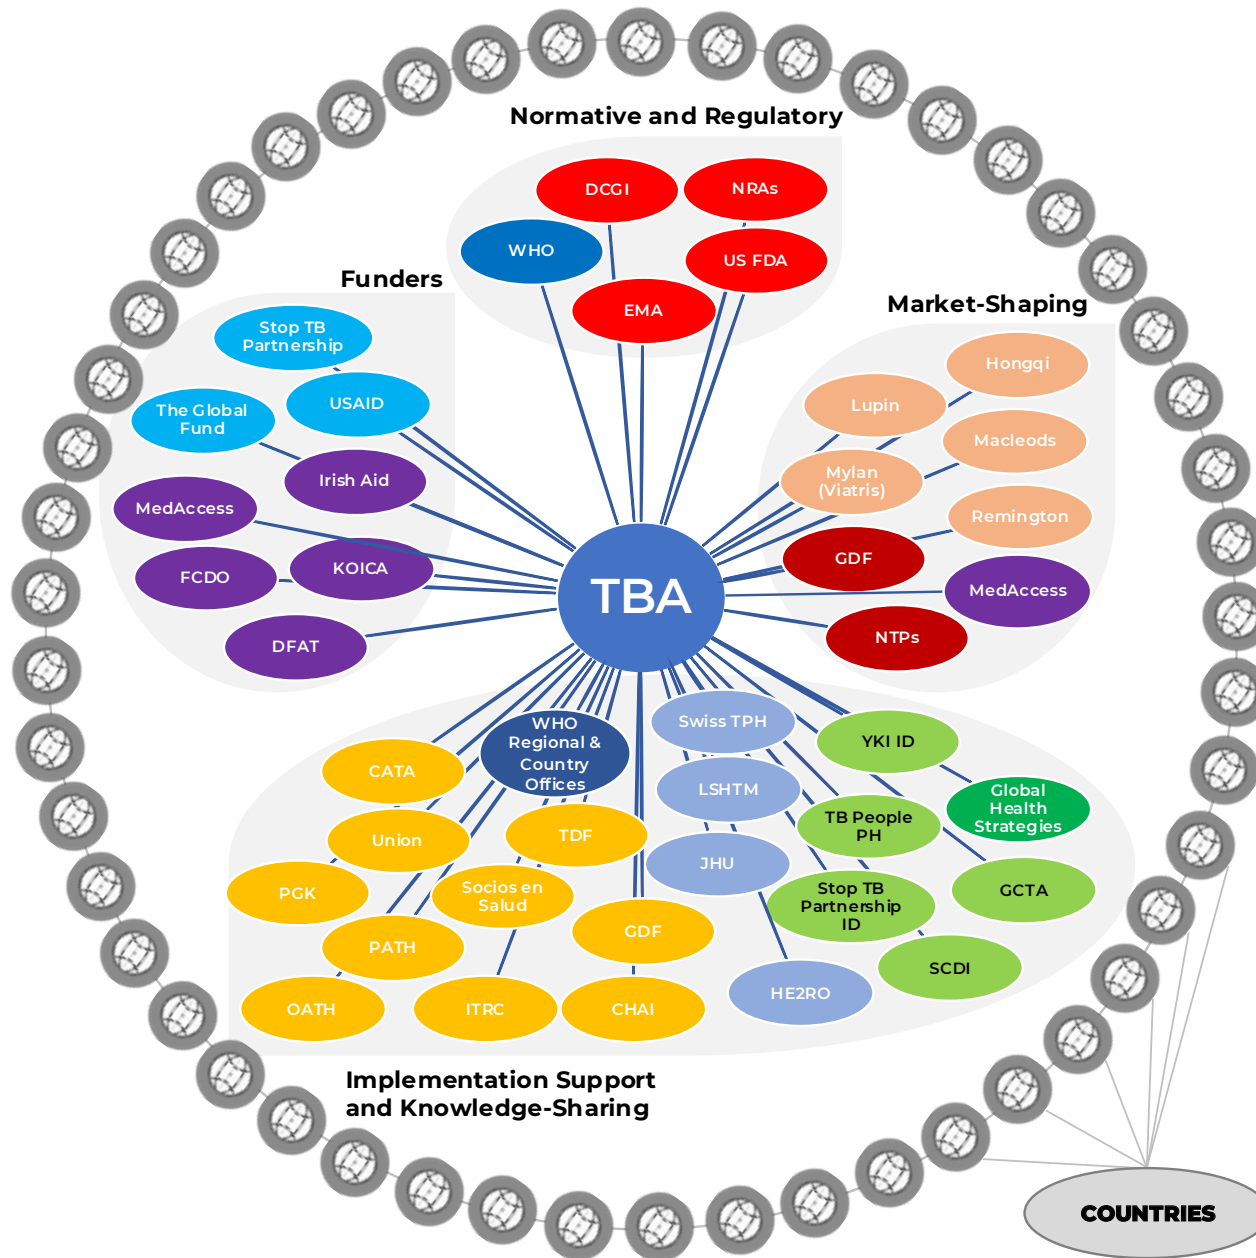 Normative and Regulatory
DCGI
NRAs
WHO
US FDA
EMA
Funders
Stop TB
Partnership
The Global
Fund
USAID
Irish Aid
MedAccess
FCDO
KOICA
DFAT
Market-Shaping
Hongqi
Lupin
Macleods
Mylan
(Viatris)
Remington
GDF
MedAccess
NTPs
TBA
WHO
Regional &
Country
Offices
CATA
Union
TDF
PGK
Socios en
Salud
PATH
GDF
OATH
ITRC
CHAI
Swiss TPH
LSHTM
JHU
HE2RO
YKI ID
Global
Health
Strategies
TB People
PH
GCTA
Stop TB
Partnership
ID
SCDI
Implementation Support
and Knowledge-Sharing
COUNTRIES